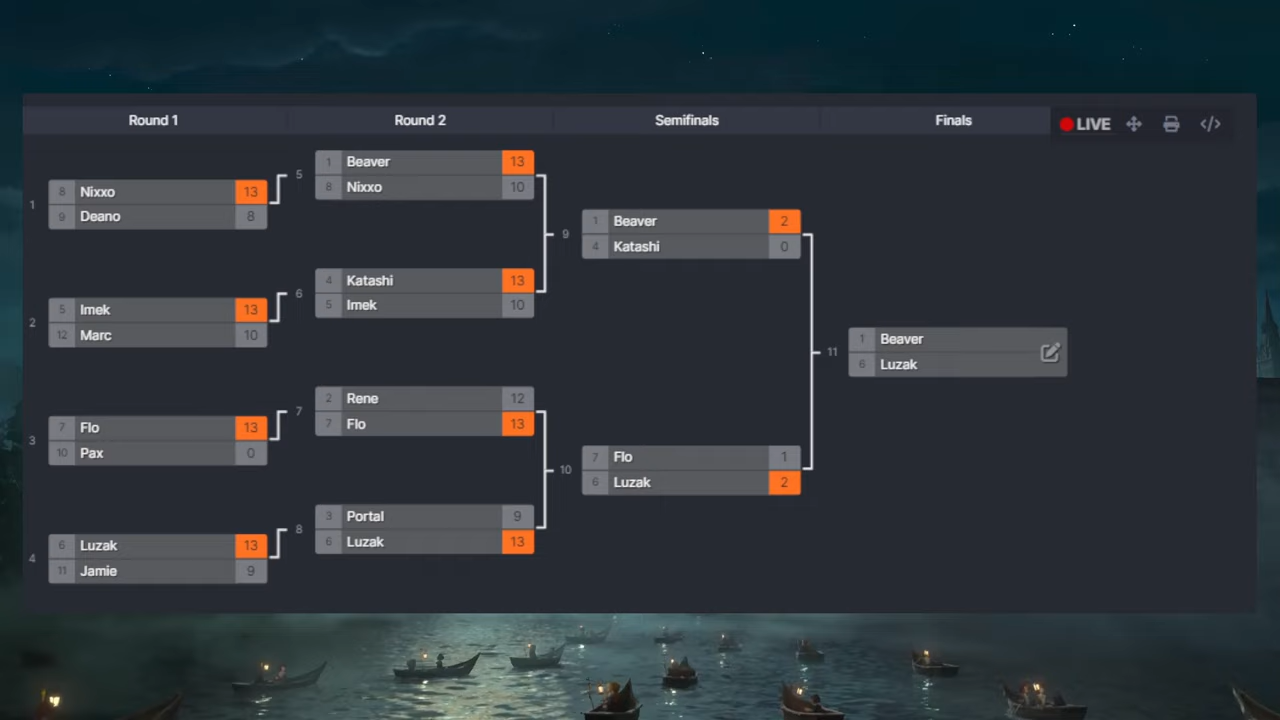 Round 1
Round 2
Semifinals
Finals
LIVE
1
8 Nixxo 13
9 Deano 8
2
5 Imek 13
12 Marc 10
3
7 Flo 13
10 Pax 0
4
6 Luzak 13
11 Jamie 9
5
1 Beaver 13
8 Nixxo 10
6
4 Katashi 13
5 Imek 10
7
2 Rene 12
7 Flo 13
8
3 Portal 9
6 Luzak 13
9
1 Beaver 2
4 Katashi 0
10
7 Flo 1
6 Luzak 2
11
1 Beaver
6 Luzak